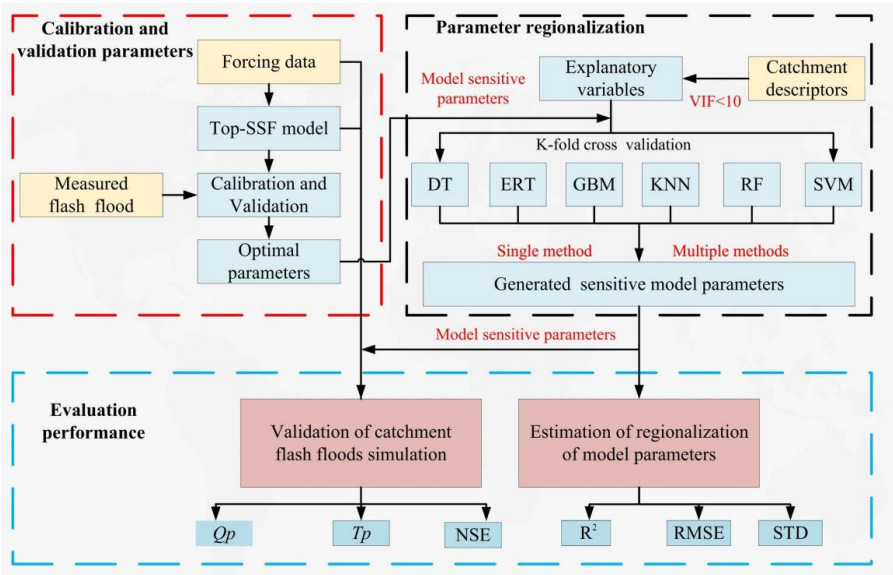 Calibration and
validation parameters
Forcing data
Top-SSF model
Measured
flash flood
Calibration and
Validation
Optimal
parameters
Parameter regionalization
Model sensitive
parameters
Explanatory
variables
VIF<10
Catchment
descriptors
K-fold cross validation
DT
ERT
GBM
KNN
RF
SVM
Single method
Multiple methods
Generated sensitive model parameters
Model sensitive parameters
Evaluation
performance
Validation of catchment
flash floods simulation
Estimation of regionalization
of model parameters
Qp
Tp
NSE
R²
RMSE
STD